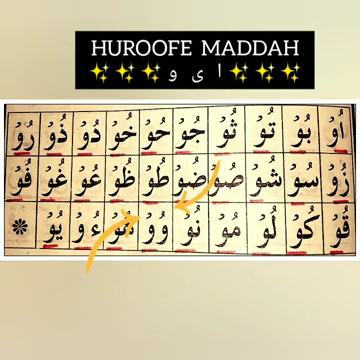 HUROOFE MADDAH
ا ی و
اُوْ بُوْ تُوْ ثُوْ جُوْ حُوْ خُوْ دُوْ ذُوْ رُوْ
زُوْ سُوْ شُوْ صُوْ ضُوْ طُوْ ظُوْ عُوْ غُوْ فُوْ
قُوْ كُوْ لُوْ مُوْ نُوْ وُوْ هُوْ ءُوْ يُوْ